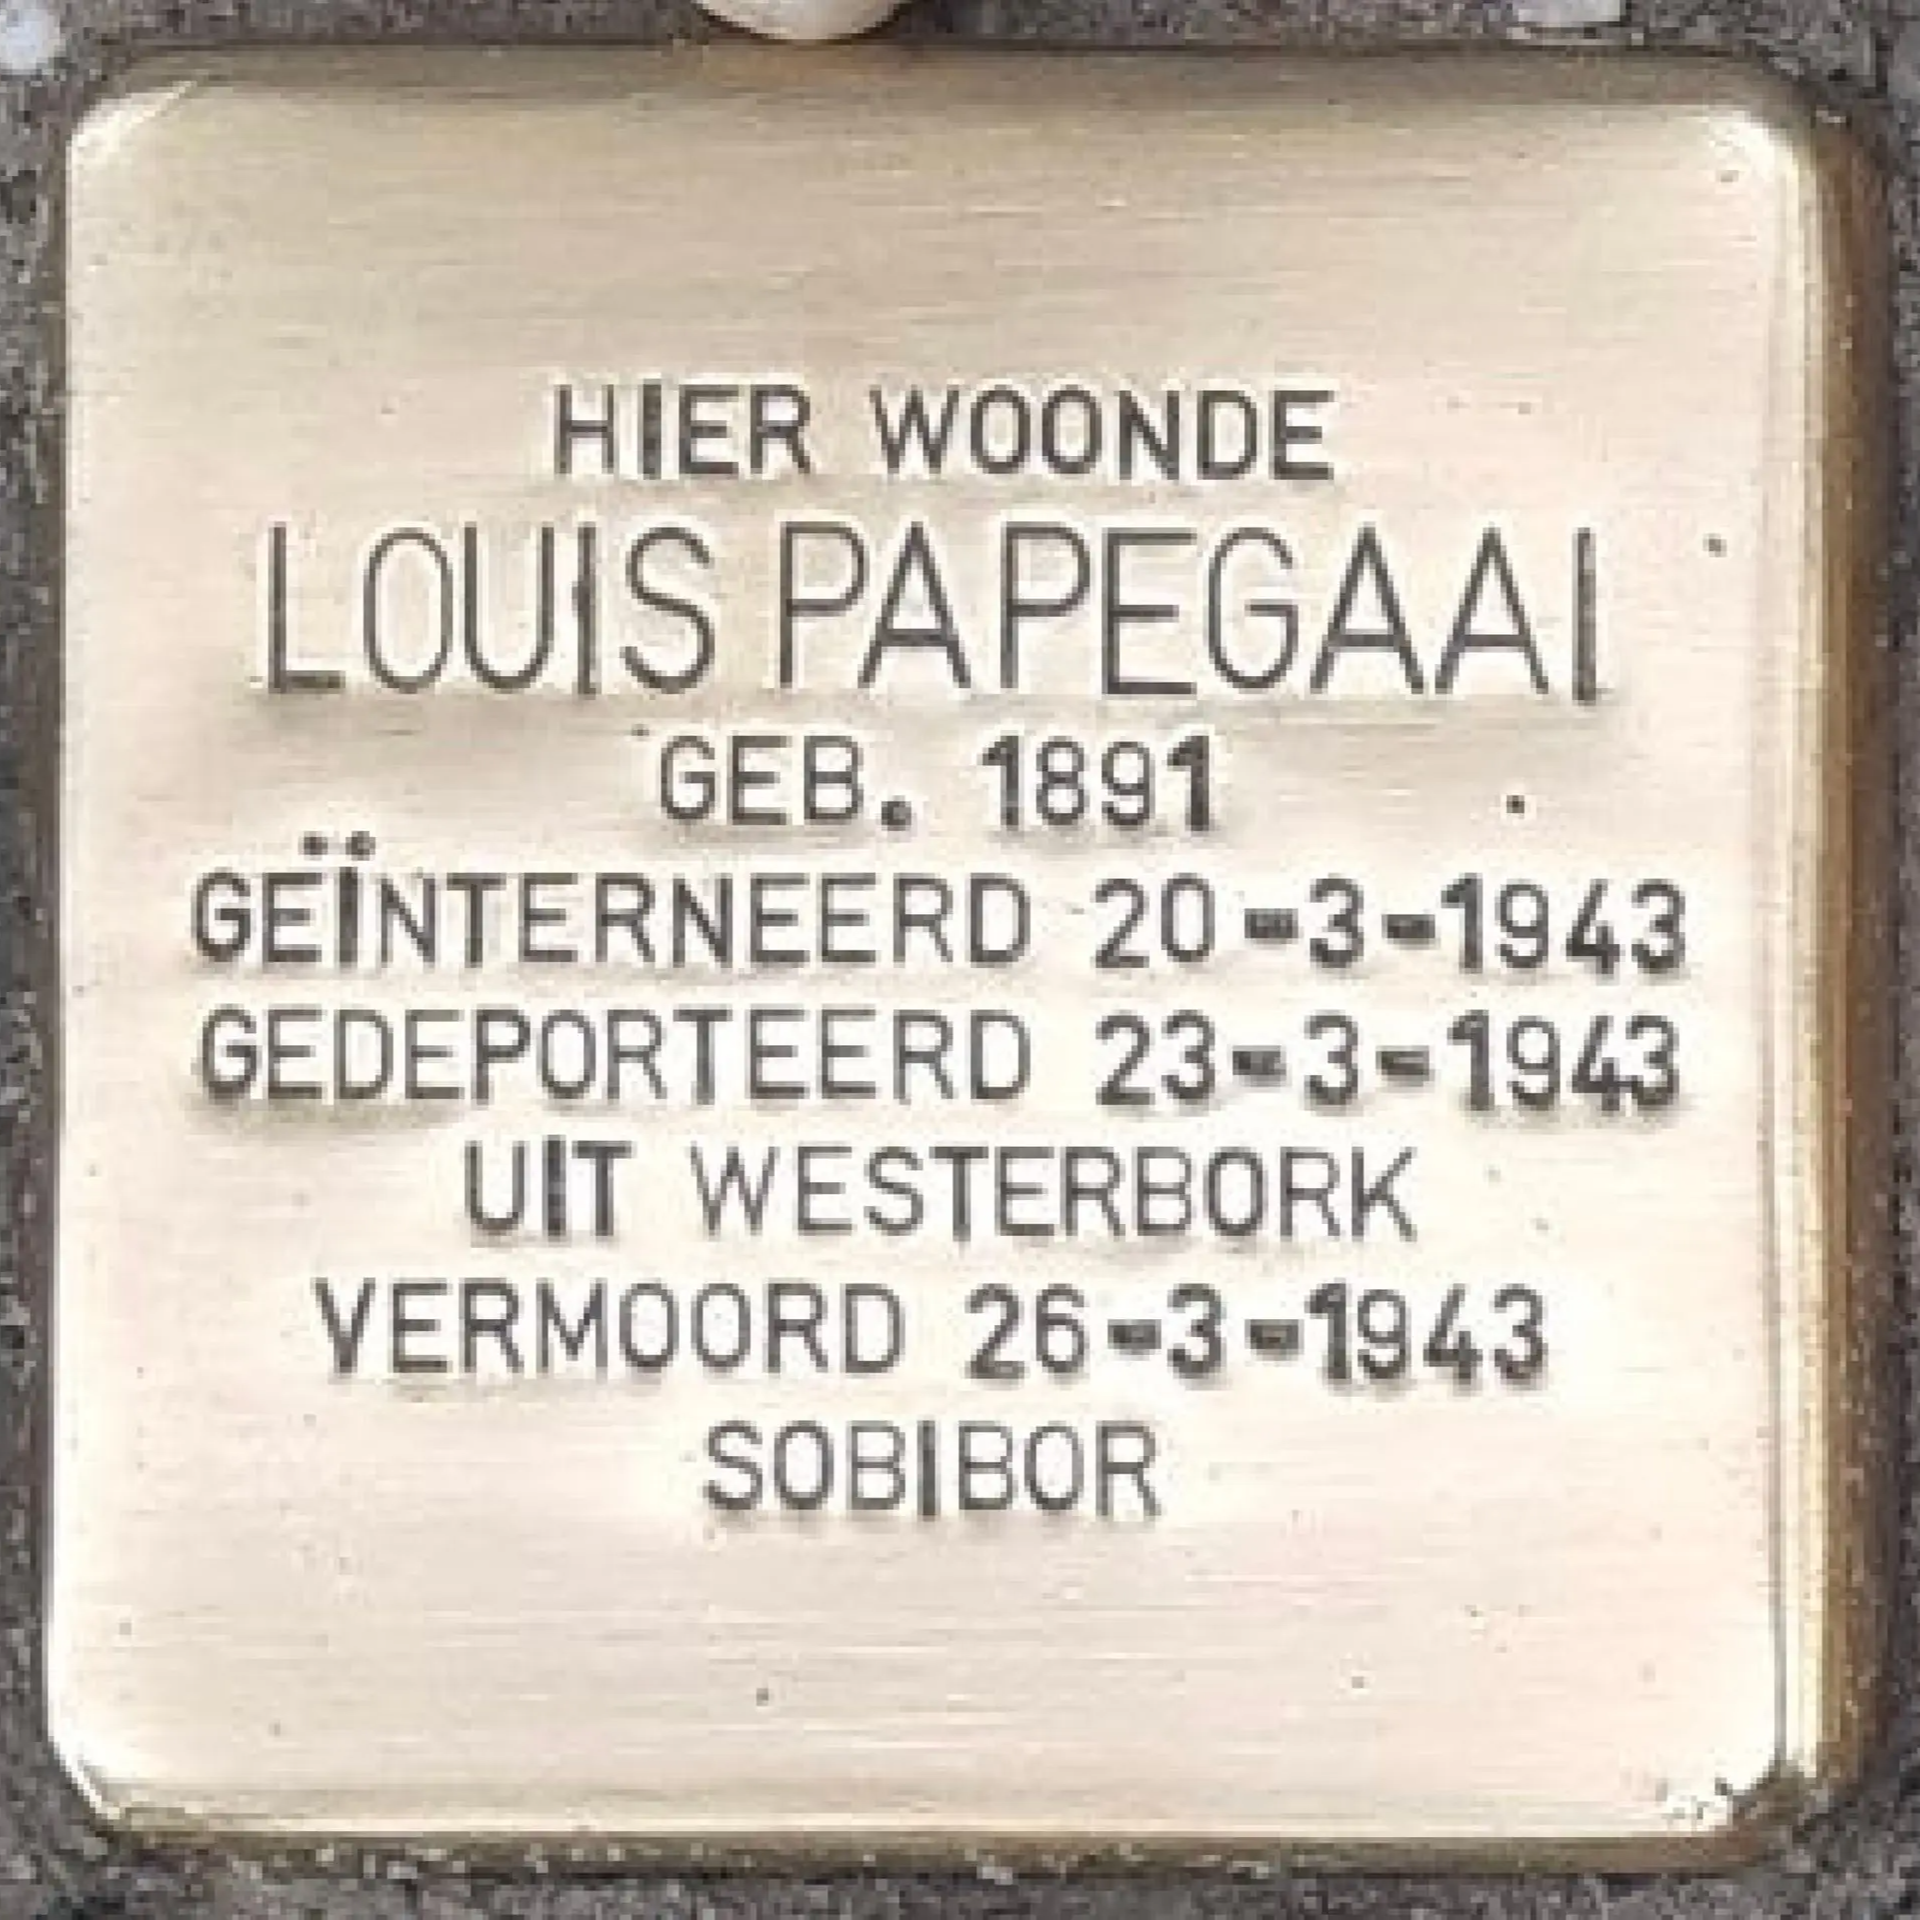 HIER WOONDE
LOUIS PAPEGAAI
GEB. 1891
GEÏNTERNEERD 20-3-1943
GEDEPORTEERD 23-3-1943
UIT WESTERBORK
VERMOORD 26-3-1943
SOBIBOR